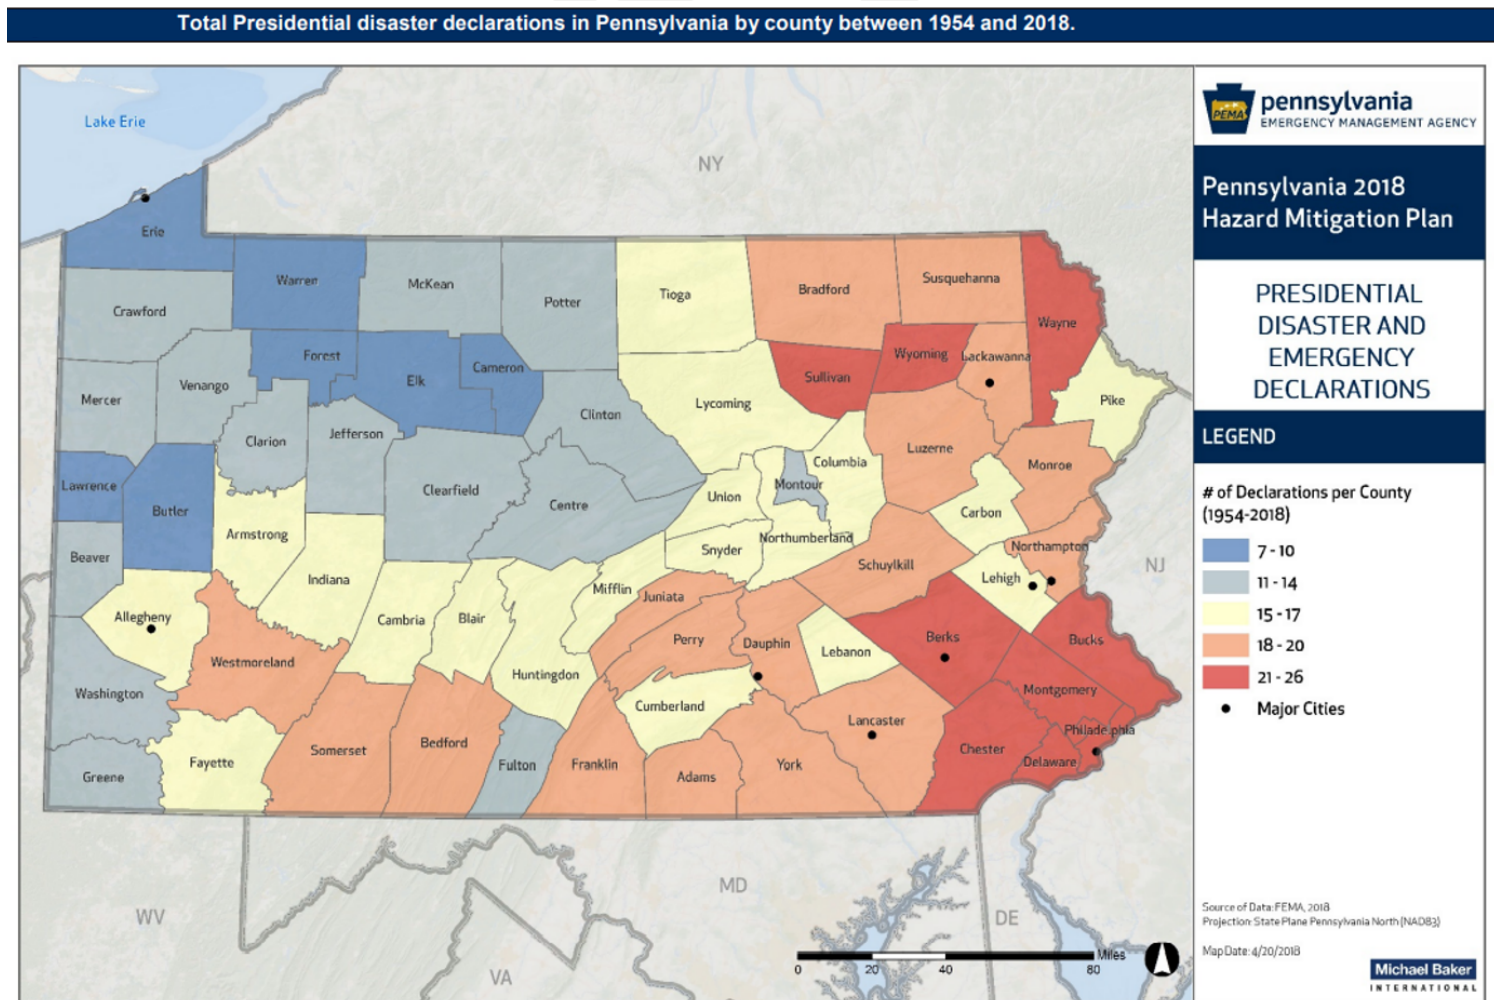 Total Presidential disaster declarations in Pennsylvania by county between 1954 and 2018.
Lake Erie
NY
Erie
Warren
McKean
Potter
Tioga
Bradford
Susquehanna
Wayne
Crawford
Forest
Elk
Cameron
Sullivan
Wyoming
Lackawanna
Pike
Mercer
Venango
Clarion
Jefferson
Clinton
Lycoming
Luzerne
Monroe
Columbia
Montour
Lawrence
Butler
Clearfield
Centre
Union
Carbon
Armstrong
Beaver
Indiana
Snyder
Northumberland
Schuylkill
Northampton
Lehigh
NJ
Allegheny
Cambria
Blair
Mifflin
Juniata
Perry
Dauphin
Lebanon
Berks
Bucks
Westmoreland
Huntingdon
Washington
Cumberland
Lancaster
Montgomery
Philadelphia
Somerset
Bedford
Fulton
Franklin
Adams
York
Chester
Delaware
Greene
Fayette
WV
VA
MD
DE
Miles
0 20 40 80
PEMA
pennsylvania
EMERGENCY MANAGEMENT AGENCY
Pennsylvania 2018
Hazard Mitigation Plan
PRESIDENTIAL
DISASTER AND
EMERGENCY
DECLARATIONS
LEGEND
# of Declarations per County
(1954-2018)
7 - 10
11 - 14
15 - 17
18 - 20
21 - 26
Major Cities
Source of Data: FEMA, 2018
Projection: State Plane Pennsylvania North (NAD83)
Map Date: 4/20/2018
Michael Baker
INTERNATIONAL